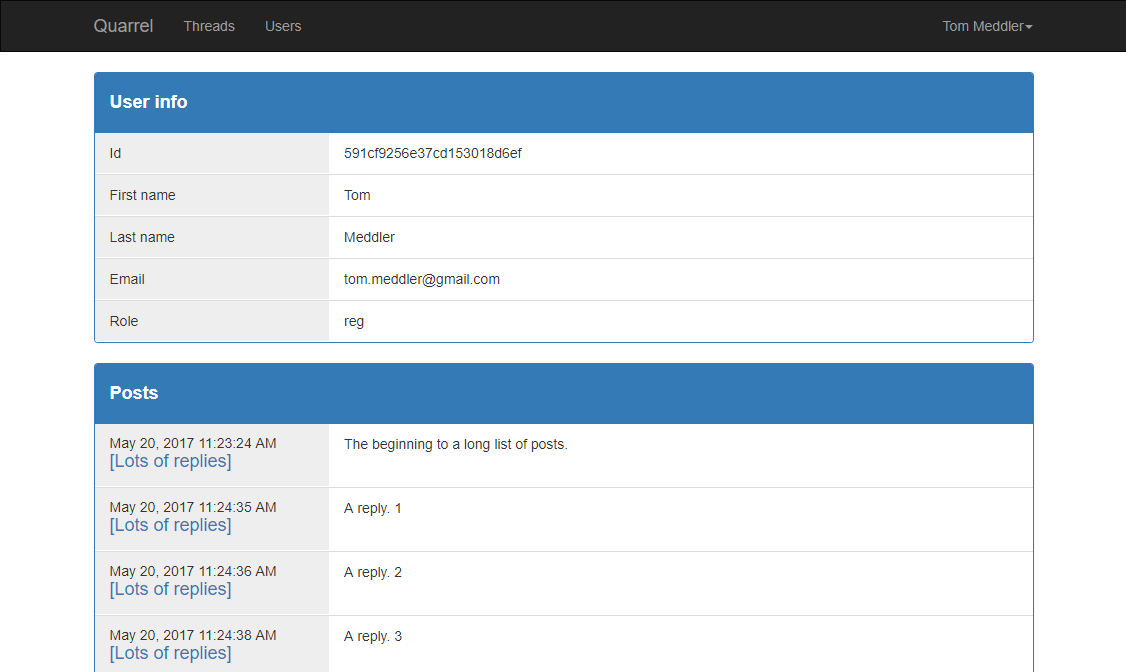 Quarrel Threads Users Tom Meddler
User info
Id 591cf9256e37cd153018d6ef
First name Tom
Last name Meddler
Email tom.meddler@gmail.com
Role reg
Posts
May 20, 2017 11:23:24 AM The beginning to a long list of posts.
[Lots of replies]
May 20, 2017 11:24:35 AM A reply. 1
[Lots of replies]
May 20, 2017 11:24:36 AM A reply. 2
[Lots of replies]
May 20, 2017 11:24:38 AM A reply. 3
[Lots of replies]